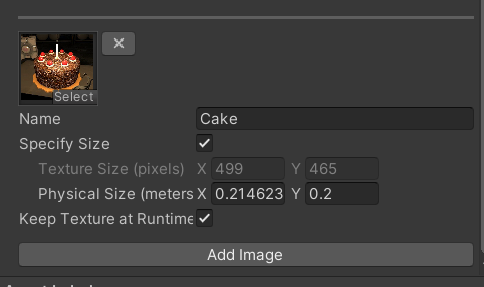 Select
Name Cake
Specify Size
Texture Size (pixels) X 499 Y 465
Physical Size (meters X 0.214623 Y 0.2
Keep Texture at Runtime
Add Image